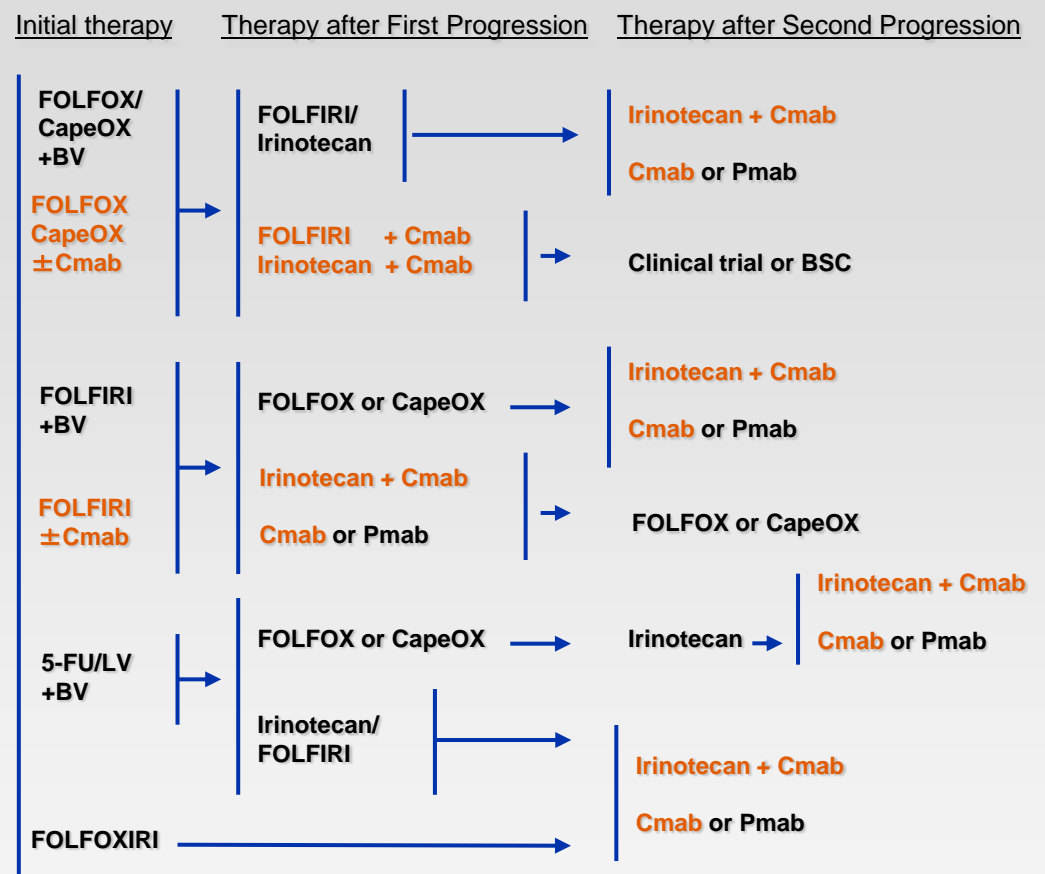 Initial therapy
Therapy after First Progression
Therapy after Second Progression
FOLFOX/
CapeOX
+BV
FOLFOX
CapeOX
±Cmab
FOLFIRI/
Irinotecan
Irinotecan + Cmab
Cmab or Pmab
FOLFIRI + Cmab
Irinotecan + Cmab
Clinical trial or BSC
FOLFIRI
+BV
FOLFIRI
±Cmab
FOLFOX or CapeOX
Irinotecan + Cmab
Cmab or Pmab
Irinotecan + Cmab
Cmab or Pmab
FOLFOX or CapeOX
5-FU/LV
+BV
FOLFOX or CapeOX
Irinotecan
Irinotecan + Cmab
Cmab or Pmab
Irinotecan/
FOLFIRI
Irinotecan + Cmab
Cmab or Pmab
FOLFOXIRI